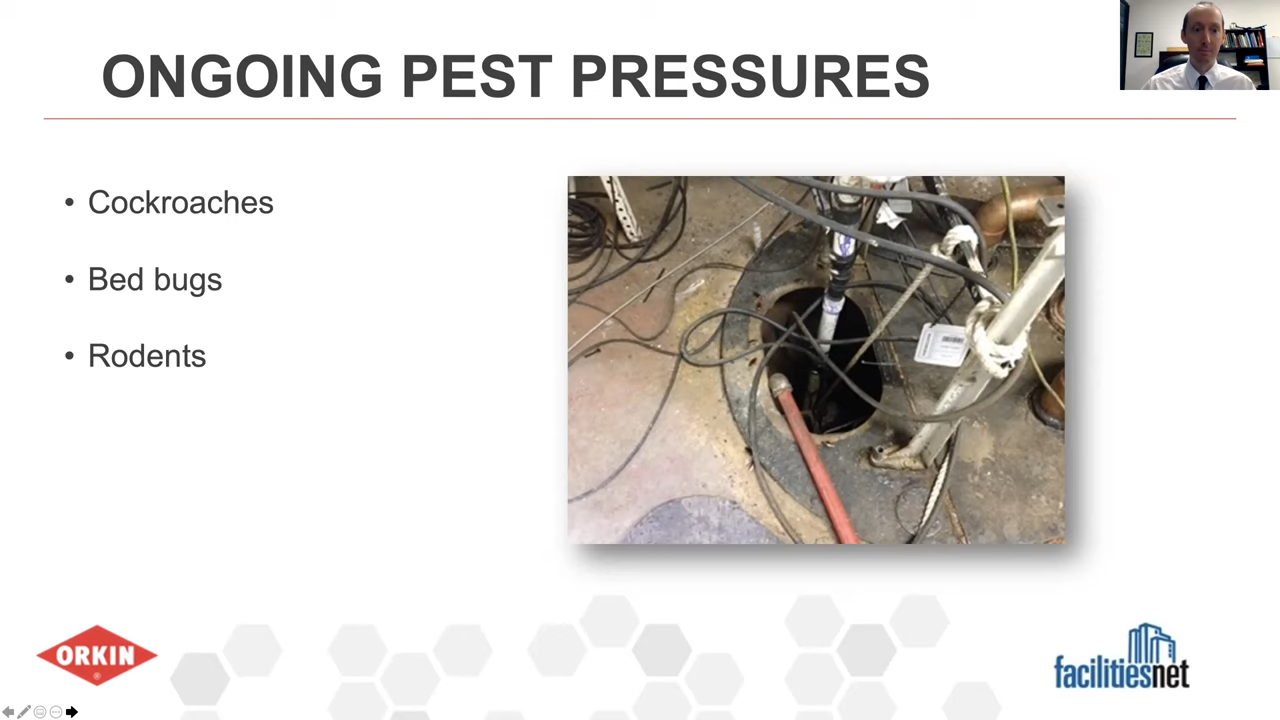 ONGOING PEST PRESSURES
• Cockroaches
• Bed bugs
• Rodents
ORKIN
®
facilitiesnet